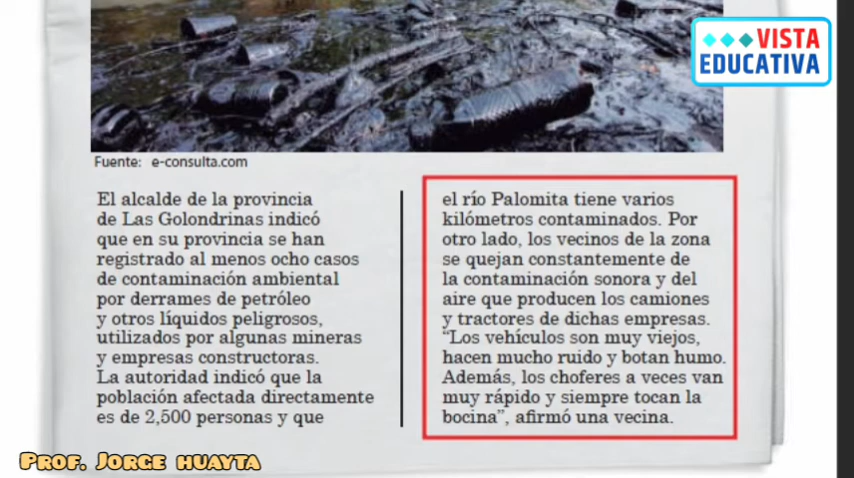 VISTA
EDUCATIVA
Fuente: e-consulta.com
El alcalde de la provincia
de Las Golondrinas indicó
que en su provincia se han
registrado al menos ocho casos
de contaminación ambiental
por derrames de petróleo
y otros líquidos peligrosos,
utilizados por algunas mineras
y empresas constructoras.
La autoridad indicó que la
población afectada directamente
es de 2,500 personas y que
el río Palomita tiene varios
kilómetros contaminados. Por
otro lado, los vecinos de la zona
se quejan constantemente de
la contaminación sonora y del
aire que producen los camiones
y tractores de dichas empresas.
“Los vehículos son muy viejos,
hacen mucho ruido y botan humo.
Además, los choferes a veces van
muy rápido y siempre tocan la
bocina”, afirmó una vecina.
Prof. Jorge huayta